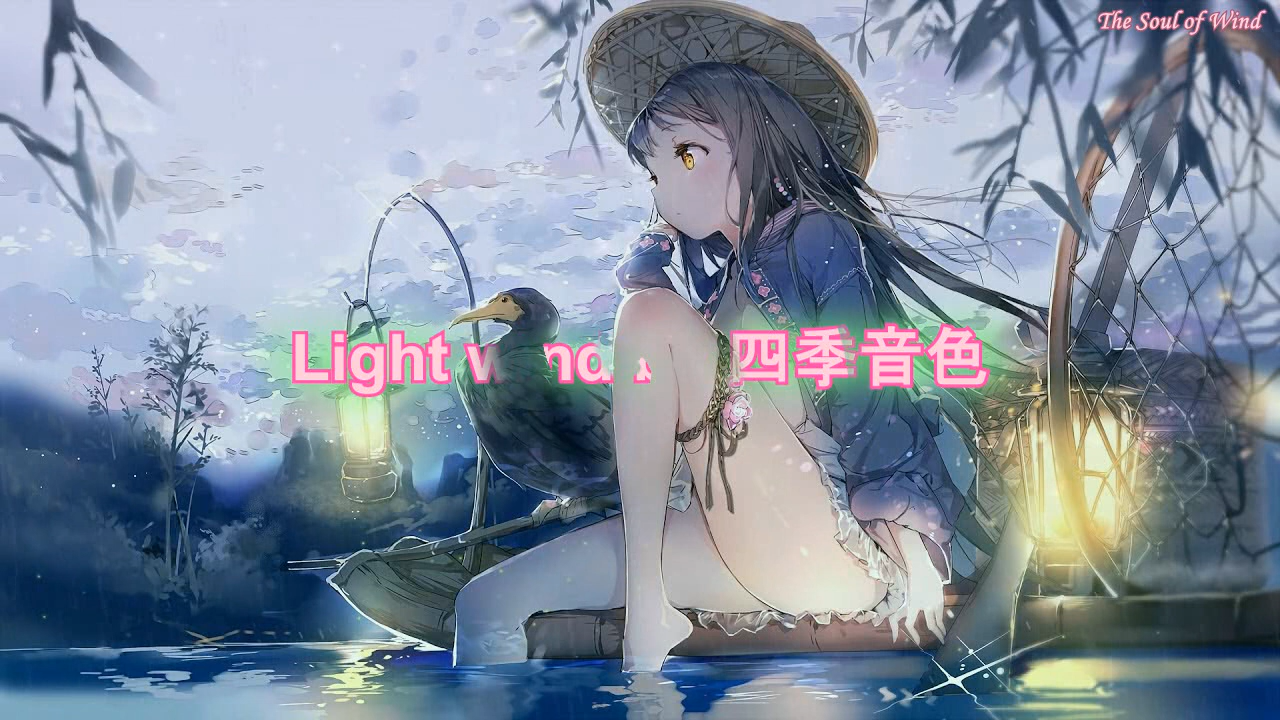 The Soul of Wind
Light 四季音色